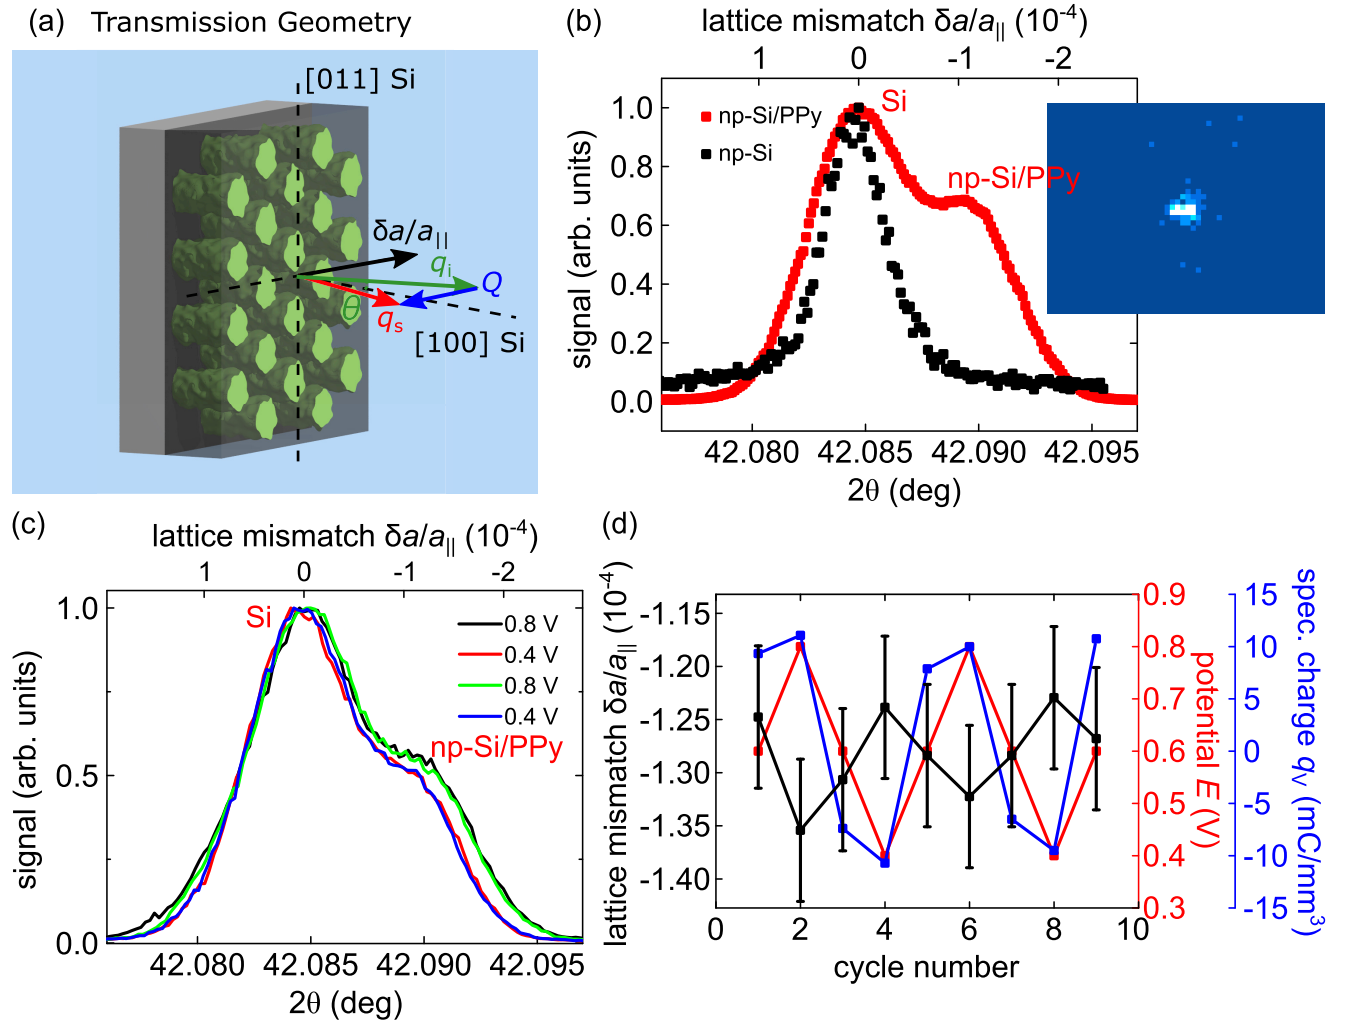 (a) Transmission Geometry
[011] Si
δa/a||
qi
Q
θ
qs
[100] Si
(b)
lattice mismatch δa/a|| (10-4)
1 0 -1 -2
np-Si/PPy
np-Si
Si
np-Si/PPy
signal (arb. units)
1.0
0.8
0.6
0.4
0.2
0.0
42.080 42.085 42.090 42.095
2θ (deg)
(c)
lattice mismatch δa/a|| (10-4)
1 0 -1 -2
Si
0.8 V
0.4 V
0.8 V
0.4 V
np-Si/PPy
signal (arb. units)
1.0
0.5
0.0
42.080 42.085 42.090 42.095
2θ (deg)
(d)
lattice mismatch δa/a|| (10-4)
-1.15
-1.20
-1.25
-1.30
-1.35
-1.40
0 2 4 6 8 10
cycle number
0.9
0.8
0.7
0.6
0.5
0.4
0.3
potential E (V)
15
10
5
0
-5
-10
-15
spec. charge qV (mC/mm3)